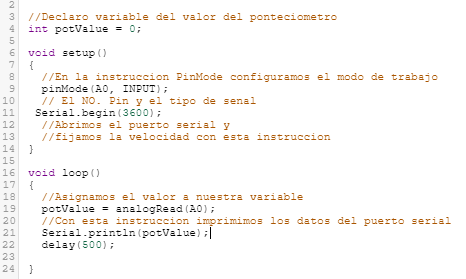 2
3 //Declaro variable del valor del ponteciometro
4 int potValue = 0;
5
6 void setup()
7 {
8 //En la instruccion PinMode configuramos el modo de trabajo
9 pinMode(A0, INPUT);
10 // El NO. Pin y el tipo de senal
11 Serial.begin(3600);
12 //Abrimos el puerto serial y
13 //fijamos la velocidad con esta instruccion
14 }
15
16 void loop()
17 {
18 //Asignamos el valor a nuestra variable
19 potValue = analogRead(A0);
20 //Con esta instruccion imprimimos los datos del puerto serial
21 Serial.println(potValue);
22 delay(500);
23
24 }